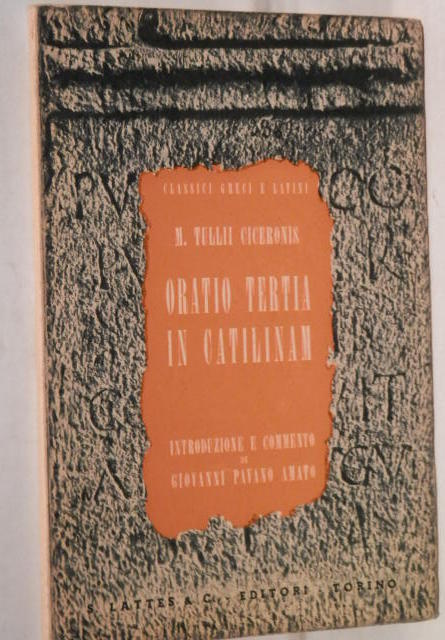 CLASSICI GRECI E LATINI
M. TULLII CICERONIS
ORATIO TERTIA
IN CATILINAM
INTRODUZIONE E COMMENTO
DI
GIOVANNI PAVANO AMATO
S. LATTES & C. - EDITORI - TORINO